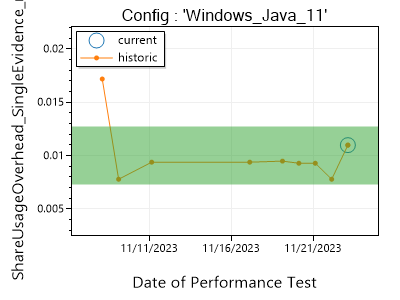 Config : 'Windows_Java_11'
ShareUsageOverhead_SingleEvidence_
0.02
0.015
0.01
0.005
current
historic
11/11/2023
11/16/2023
11/21/2023
Date of Performance Test